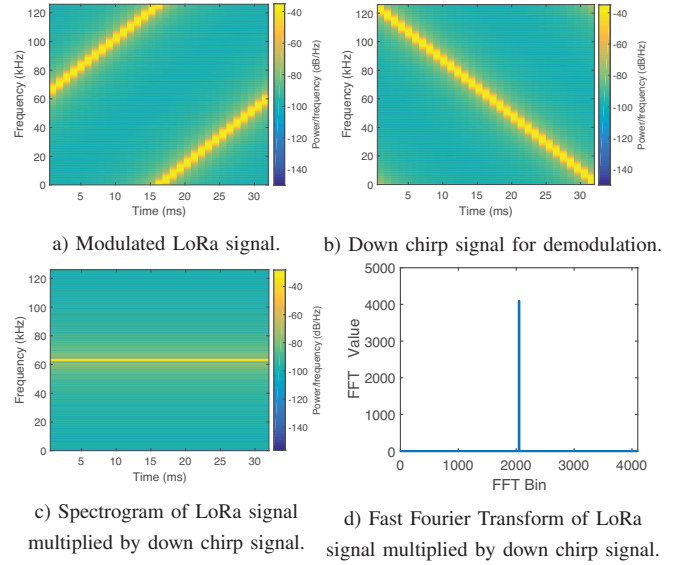 120
100
80
60
40
20
0
Frequency (kHz)
5 10 15 20 25 30
Time (ms)
-40
-60
-80
-100
-120
-140
Power/frequency (dB/Hz)
a) Modulated LoRa signal.
120
100
80
60
40
20
0
Frequency (kHz)
5 10 15 20 25 30
Time (ms)
-40
-60
-80
-100
-120
-140
Power/frequency (dB/Hz)
b) Down chirp signal for demodulation.
120
100
80
60
40
20
0
Frequency (kHz)
5 10 15 20 25 30
Time (ms)
-40
-60
-80
-100
-120
-140
Power/frequency (dB/Hz)
c) Spectrogram of LoRa signal
multiplied by down chirp signal.
5000
4000
3000
2000
1000
0
FFT Value
0 1000 2000 3000 4000
FFT Bin
d) Fast Fourier Transform of LoRa
signal multiplied by down chirp signal.